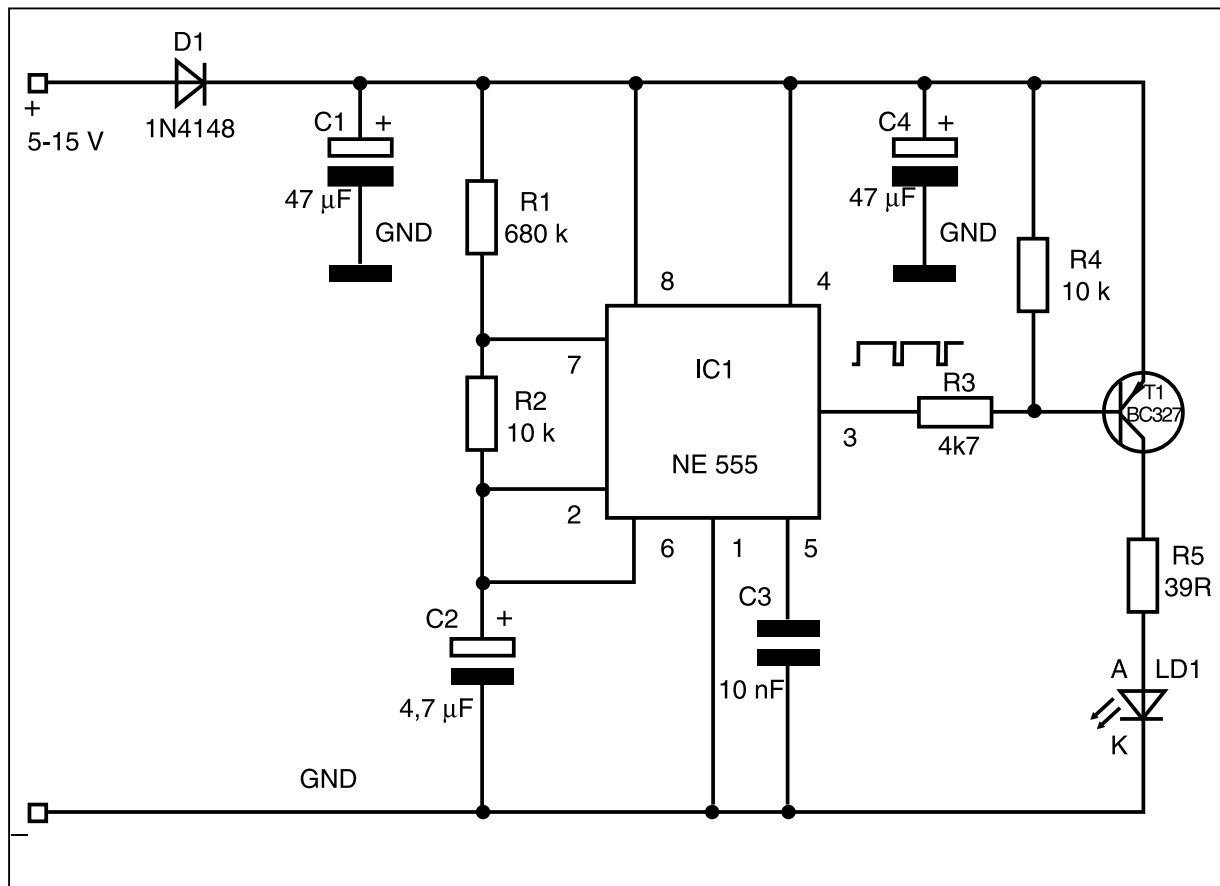 D1
1N4148
+
5-15 V
C1
+
47 μF
GND
R1
680 k
C4
+
47 μF
GND
R4
10 k
8
4
7
IC1
R2
10 k
R3
4k7
T1
BC327
3
NE 555
2
6
1
5
R5
39R
C3
10 nF
C2
+
4,7 μF
A
LD1
K
GND
–